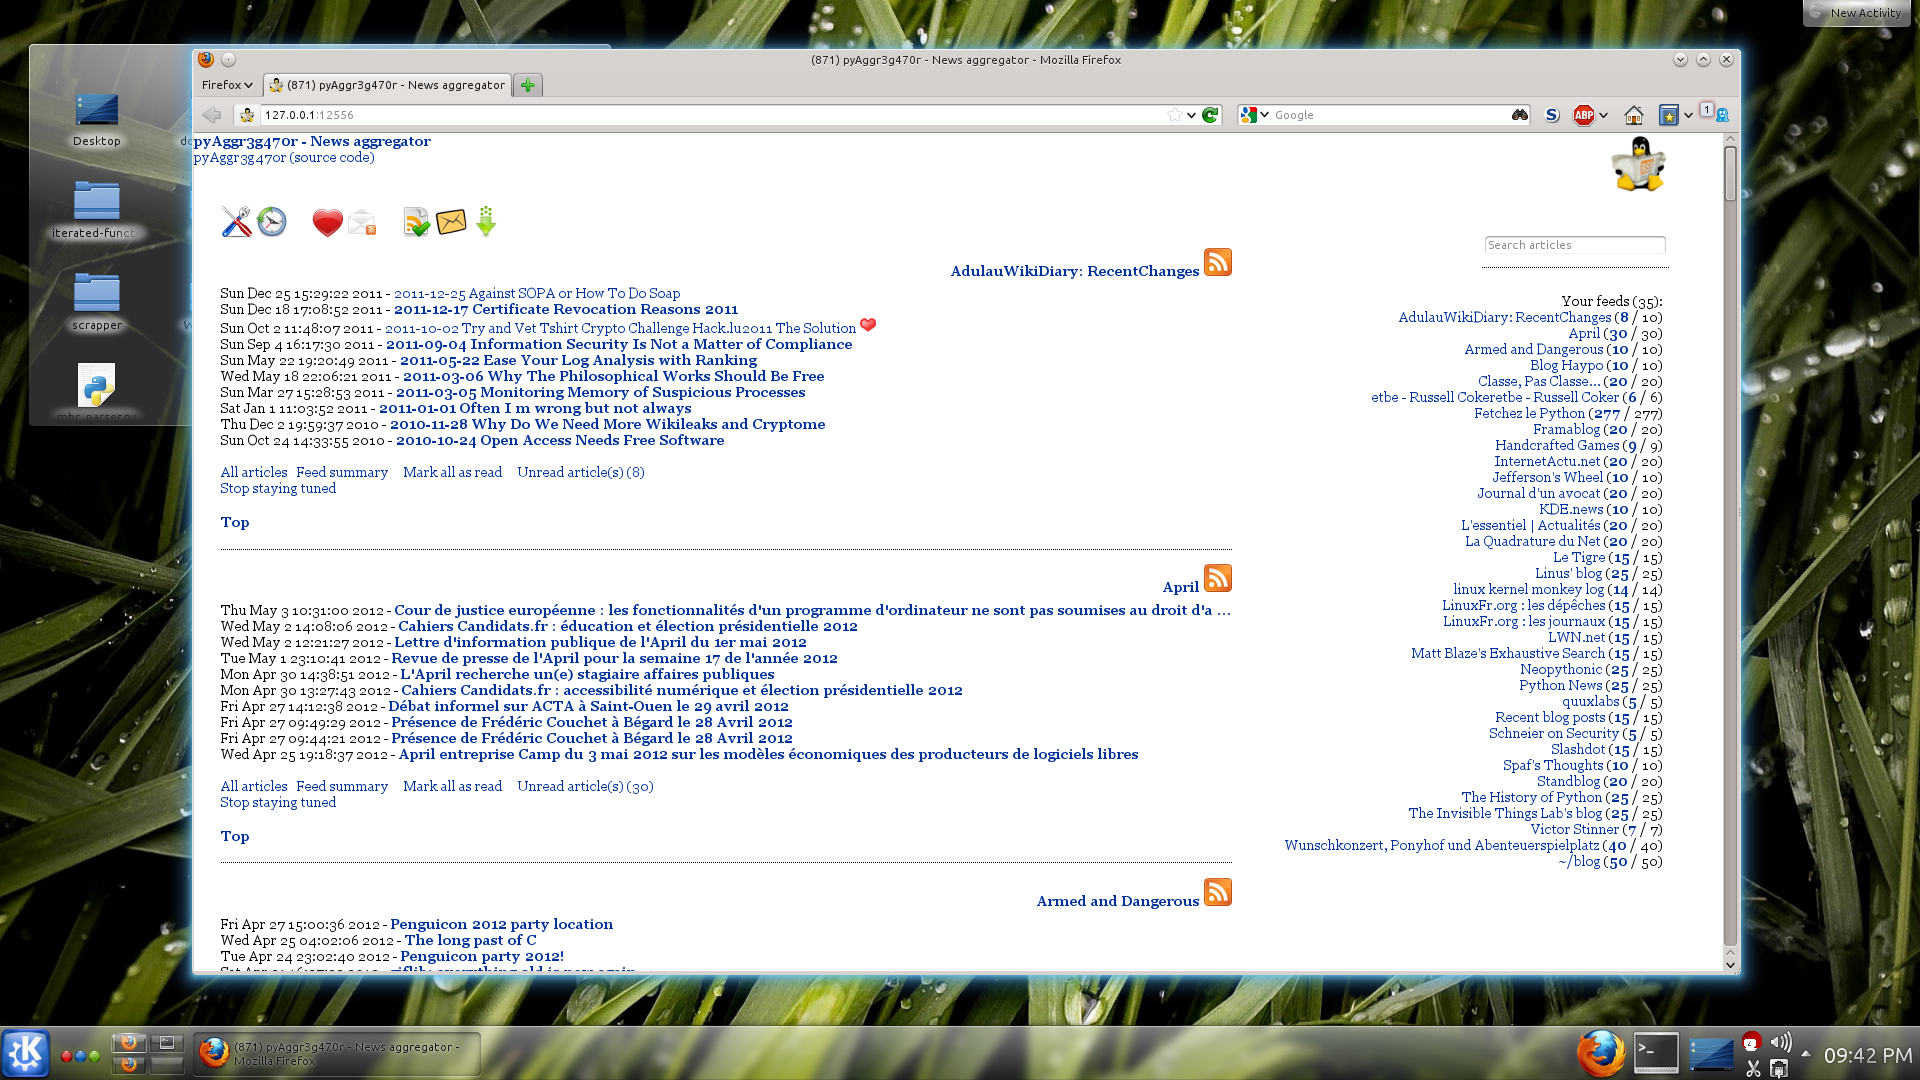 New Activity
(871) pyAggr3g470r - News aggregator - Mozilla Firefox
Firefox
(871) pyAggr3g470r - News aggregator
127.0.0.1:12556
Google
ABP
1
Desktop
iterated-funct
scrapper
pyAggr3g470r - News aggregator
pyAggr3g470r (source code)
Search articles
AdulauWikiDiary: RecentChanges
Sun Dec 25 15:29:22 2011 - 2011-12-25 Against SOPA or How To Do Soap
Sun Dec 18 17:08:52 2011 - 2011-12-17 Certificate Revocation Reasons 2011
Sun Oct 2 11:48:07 2011 - 2011-10-02 Try and Vet Tshirt Crypto Challenge Hack.lu2011 The Solution
Sun Sep 4 16:17:30 2011 - 2011-09-04 Information Security Is Not a Matter of Compliance
Sun May 22 19:20:49 2011 - 2011-05-22 Ease Your Log Analysis with Ranking
Wed May 18 22:06:21 2011 - 2011-03-06 Why The Philosophical Works Should Be Free
Sun Mar 27 15:28:53 2011 - 2011-03-05 Monitoring Memory of Suspicious Processes
Sat Jan 1 11:03:52 2011 - 2011-01-01 Often I m wrong but not always
Thu Dec 2 19:59:37 2010 - 2010-11-28 Why Do We Need More Wikileaks and Cryptome
Sun Oct 24 14:33:55 2010 - 2010-10-24 Open Access Needs Free Software
All articles Feed summary Mark all as read Unread article(s) (8)
Stop staying tuned
Top
April
Thu May 3 10:31:00 2012 - Cour de justice européenne : les fonctionnalités d'un programme d'ordinateur ne sont pas soumises au droit d'a ...
Wed May 2 14:08:06 2012 - Cahiers Candidats.fr : éducation et élection présidentielle 2012
Wed May 2 12:21:27 2012 - Lettre d'information publique de l'April du 1er mai 2012
Tue May 1 23:10:41 2012 - Revue de presse de l'April pour la semaine 17 de l'année 2012
Mon Apr 30 14:38:51 2012 - L'April recherche un(e) stagiaire affaires publiques
Mon Apr 30 13:27:43 2012 - Cahiers Candidats.fr : accessibilité numérique et élection présidentielle 2012
Fri Apr 27 14:12:38 2012 - Débat informel sur ACTA à Saint-Ouen le 29 avril 2012
Fri Apr 27 09:49:29 2012 - Présence de Frédéric Couchet à Bégard le 28 Avril 2012
Fri Apr 27 09:44:21 2012 - Présence de Frédéric Couchet à Bégard le 28 Avril 2012
Wed Apr 25 19:18:37 2012 - April entreprise Camp du 3 mai 2012 sur les modèles économiques des producteurs de logiciels libres
All articles Feed summary Mark all as read Unread article(s) (30)
Stop staying tuned
Top
Armed and Dangerous
Fri Apr 27 15:00:36 2012 - Penguicon 2012 party location
Wed Apr 25 04:02:06 2012 - The long past of C
Tue Apr 24 23:02:40 2012 - Penguicon party 2012!
Your feeds (35):
AdulauWikiDiary: RecentChanges (8 / 10)
April (30 / 30)
Armed and Dangerous (10 / 10)
Blog Haypo (10 / 10)
Classe, Pas Classe... (20 / 20)
etbe - Russell Cokeretbe - Russell Coker (6 / 6)
Fetchez le Python (277 / 277)
Framablog (20 / 20)
Handcrafted Games (9 / 9)
InternetActu.net (20 / 20)
Jefferson's Wheel (10 / 10)
Journal d'un avocat (20 / 20)
KDE.news (10 / 10)
L'essentiel | Actualités (20 / 20)
La Quadrature du Net (20 / 20)
Le Tigre (15 / 15)
Linus' blog (25 / 25)
linux kernel monkey log (14 / 14)
LinuxFr.org : les dépêches (15 / 15)
LinuxFr.org : les journaux (15 / 15)
LWN.net (15 / 15)
Matt Blaze's Exhaustive Search (15 / 15)
Neopythonic (25 / 25)
Python News (25 / 25)
quuxlabs (5 / 5)
Recent blog posts (15 / 15)
Schneier on Security (5 / 5)
Slashdot (15 / 15)
Spaf's Thoughts (10 / 10)
Standblog (20 / 20)
The History of Python (25 / 25)
The Invisible Things Lab's blog (25 / 25)
Victor Stinner (7 / 7)
Wunschkonzert, Ponyhof und Abenteuerspielplatz (40 / 40)
~/blog (50 / 50)
(871) pyAggr3g470r - News aggregator -
Mozilla Firefox
09:42 PM